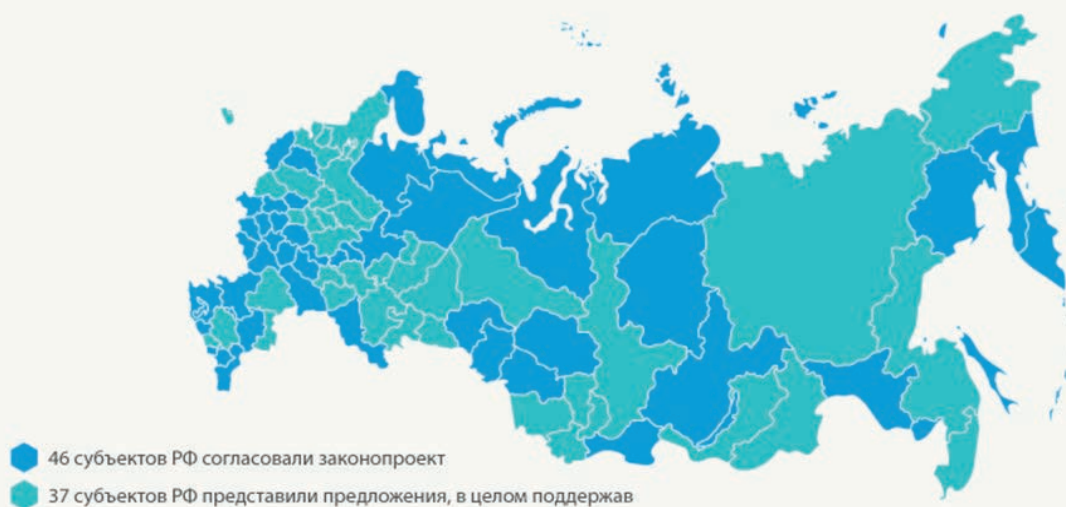 46 субъектов РФ согласовали законопроект
37 субъектов РФ представили предложения, в целом поддержав